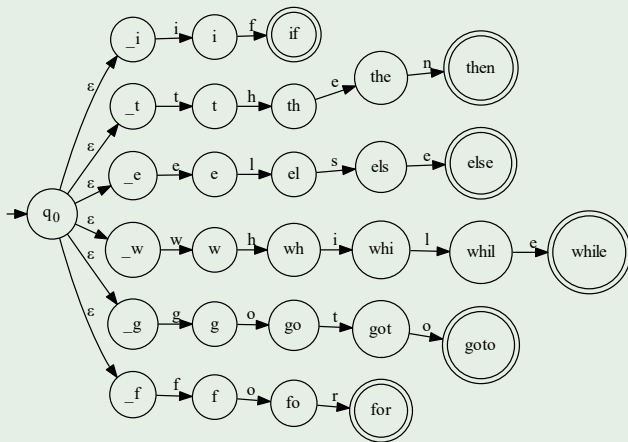 ε _i i i f if
ε _t t t h th e the n then
ε _e e e l el s els e else
q0
ε _w w w h wh i whi l whil e while
ε _g g g o go t got o goto
ε _f f f o fo r for